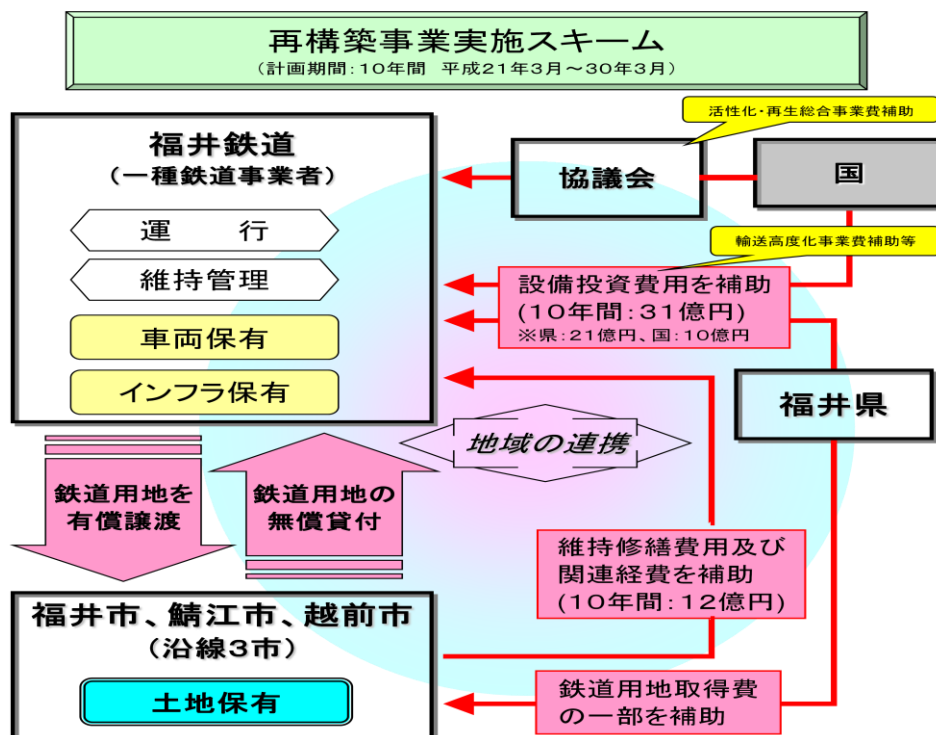 再構築事業実施スキーム
(計画期間:10年間 平成21年3月~30年3月)
活性化・再生総合事業費補助
福井鉄道
(一種鉄道事業者)
運 行
維持管理
車両保有
インフラ保有
協議会
国
輸送高度化事業費補助等
設備投資費用を補助
(10年間:31億円)
※県:21億円、国:10億円
福井県
地域の連携
鉄道用地を
有償譲渡
鉄道用地の
無償貸付
維持修繕費用及び
関連経費を補助
(10年間:12億円)
福井市、鯖江市、越前市
(沿線3市)
土地保有
鉄道用地取得費
の一部を補助